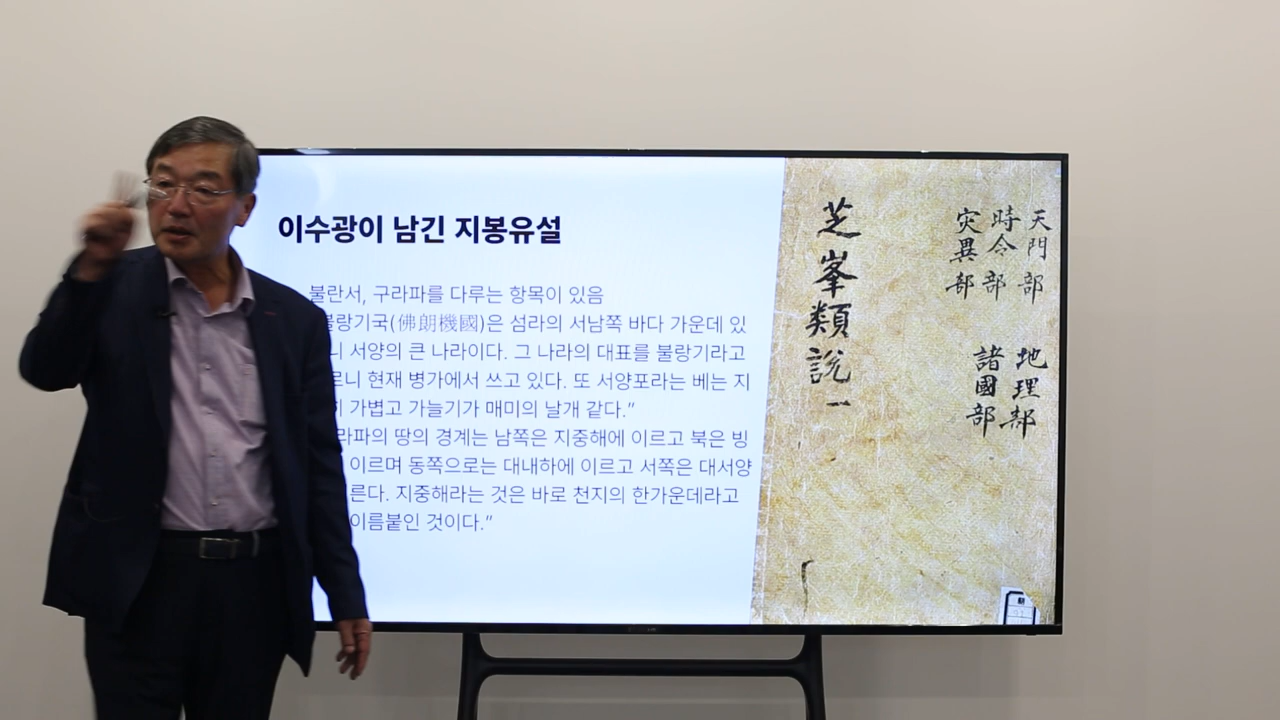 이수광이 남긴 지봉유설
불란서, 구라파를 다루는 항목이 있음
불랑기국(佛朗機國)은 섬라의 서남쪽 바다 가운데 있
서양의 큰 나라이다. 그 나라의 대표를 불랑기라고
현재 병가에서 쓰고 있다. 또 서양포라는 베는 지
가볍고 가늘기가 매미의 날개 같다.”
땅의 경계는 남쪽은 지중해에 이르고 북은 빙
이르며 동쪽으로는 대내하에 이르고 서쪽은 대서양
른다. 지중해라는 것은 바로 천지의 한가운데라고
이름붙인 것이다.”
天門部
時令部
灾異部
地理部
諸國部
芝峯類説一